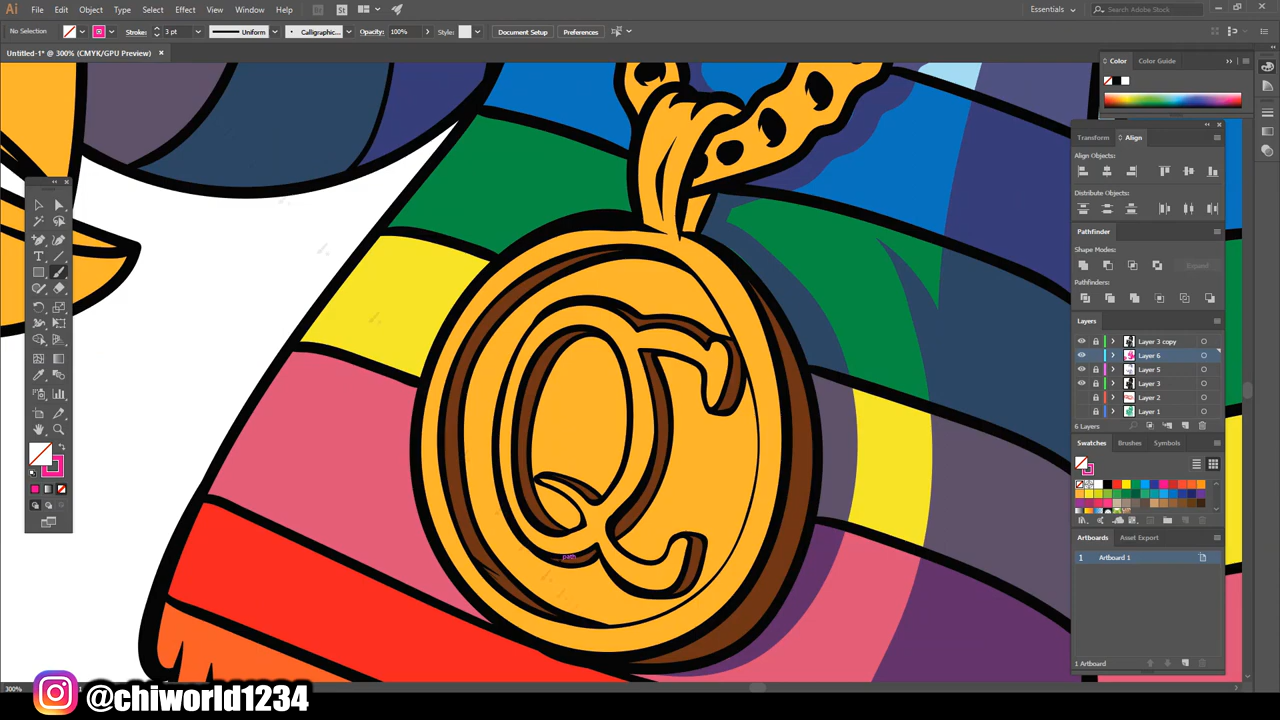 Ai File Edit Object Type Select Effect View Window Help Br St Essentials Search Adobe Stock
No Selection Stroke: 3 pt Uniform Calligraphic... Opacity: 100% Style: Document Setup Preferences
Untitled-1* @ 300% (CMYK/GPU Preview)
Color Color Guide
Transform Align
Align Objects:
Distribute Objects:
Pathfinder
Shape Modes:
Expand
Pathfinders:
Layers
Layer 3 copy
Layer 6
Layer 5
Layer 3
Layer 2
Layer 1
6 Layers
Swatches Brushes Symbols
Artboards Asset Export
1 Artboard 1
1 Artboard
path
300%
@chiworld1234